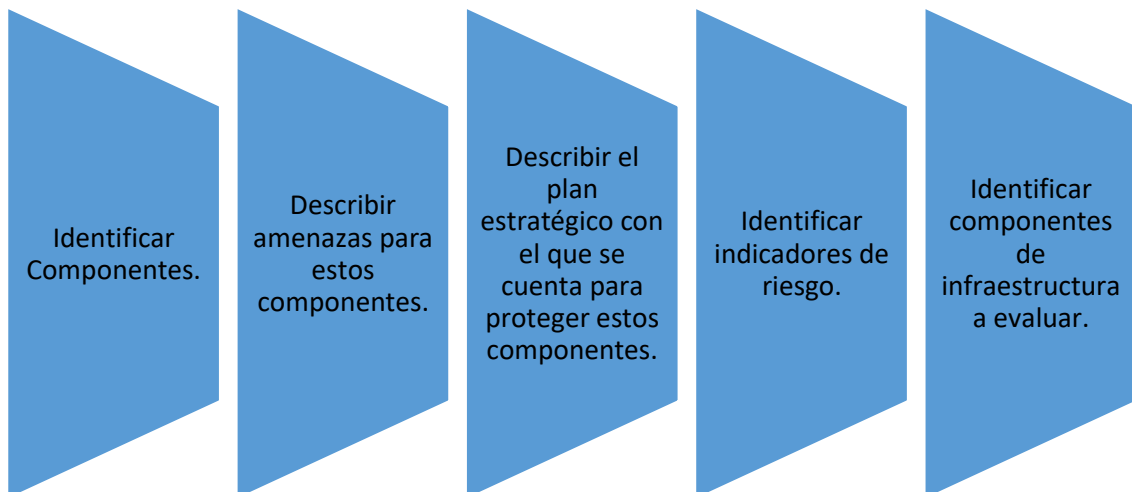 Identificar
Componentes.
Describir
amenazas para
estos
componentes.
Describir el
plan
estratégico con
el que se
cuenta para
proteger estos
componentes.
Identificar
indicadores de
riesgo.
Identificar
componentes
de
infraestructura
a evaluar.